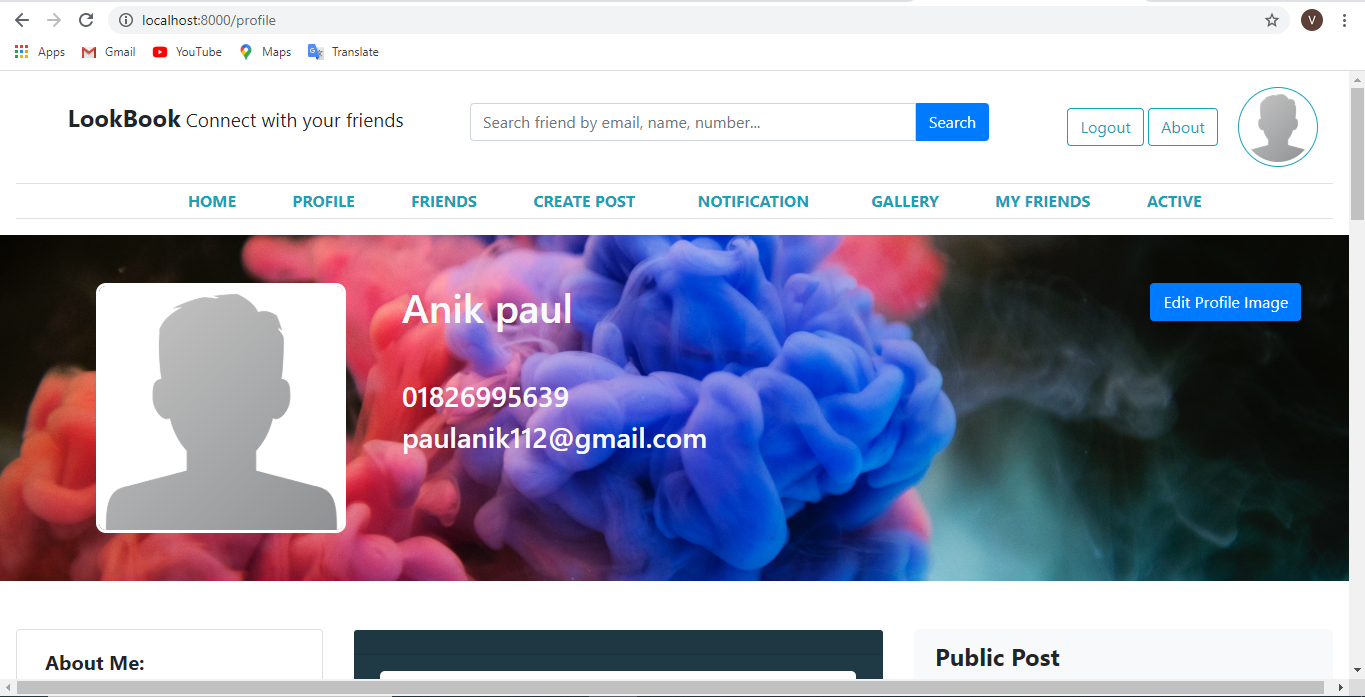 localhost:8000/profile
V
Apps Gmail YouTube Maps Translate
LookBook Connect with your friends
Search friend by email, name, number...
Search
Logout
About
HOME PROFILE FRIENDS CREATE POST NOTIFICATION GALLERY MY FRIENDS ACTIVE
Anik paul
Edit Profile Image
01826995639
paulanik112@gmail.com
About Me:
Public Post